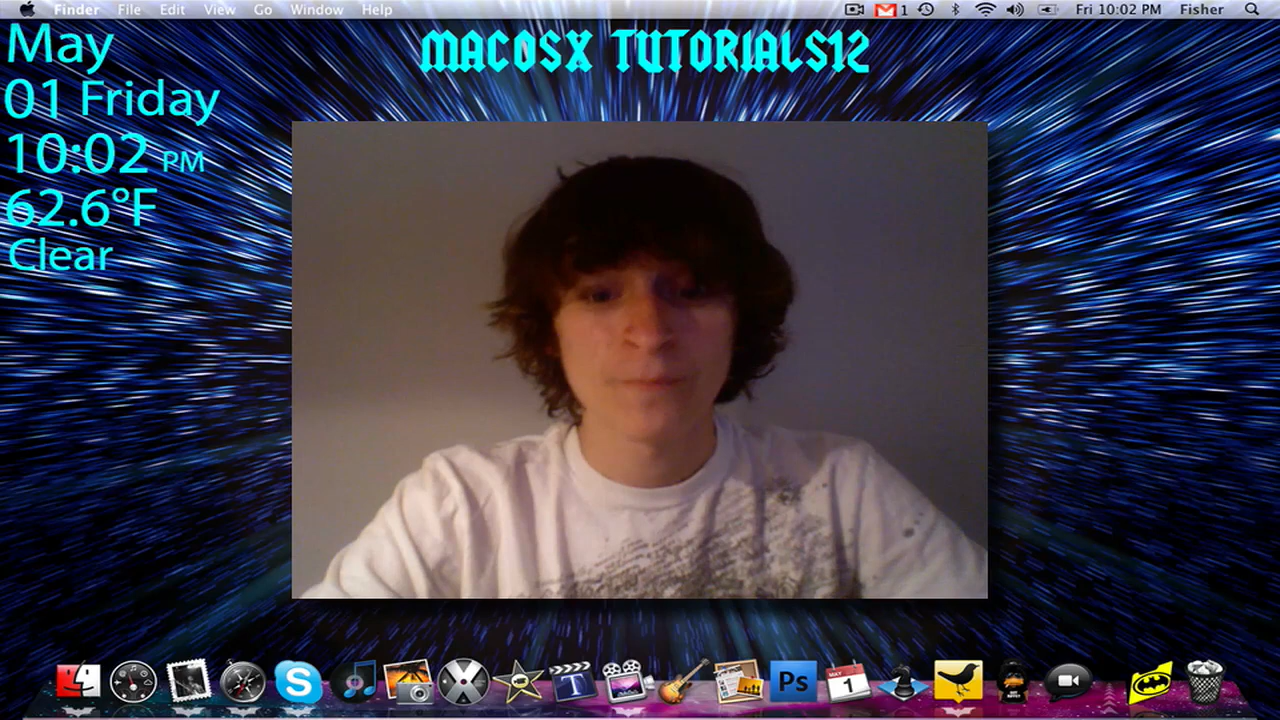 Finder File Edit View Go Window Help 1 Fri 10:02 PM Fisher
MACOSX TUTORIALS12
May
01 Friday
10:02 PM
62.6°F
Clear
T Ps MAY 1